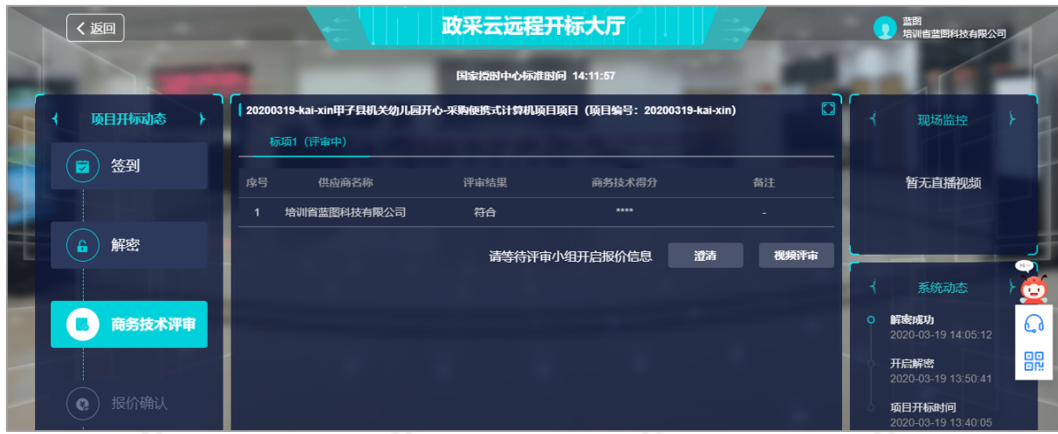 返回
政采云远程开标大厅
蓝图
培训省蓝图科技有限公司
国家授时中心标准时间 14:11:57
项目开标动态
签到
解密
商务技术评审
报价确认
20200319-kai-xin甲子县机关幼儿园开心-采购便携式计算机项目项目（项目编号：20200319-kai-xin）
标项1（评审中）
序号 供应商名称 评审结果 商务技术得分 备注
1 培训省蓝图科技有限公司 符合 **** -
请等待评审小组开启报价信息 澄清 视频评审
现场监控
暂无直播视频
系统动态
解密成功
2020-03-19 14:05:12
开启解密
2020-03-19 13:50:41
项目开标时间
2020-03-19 13:40:05